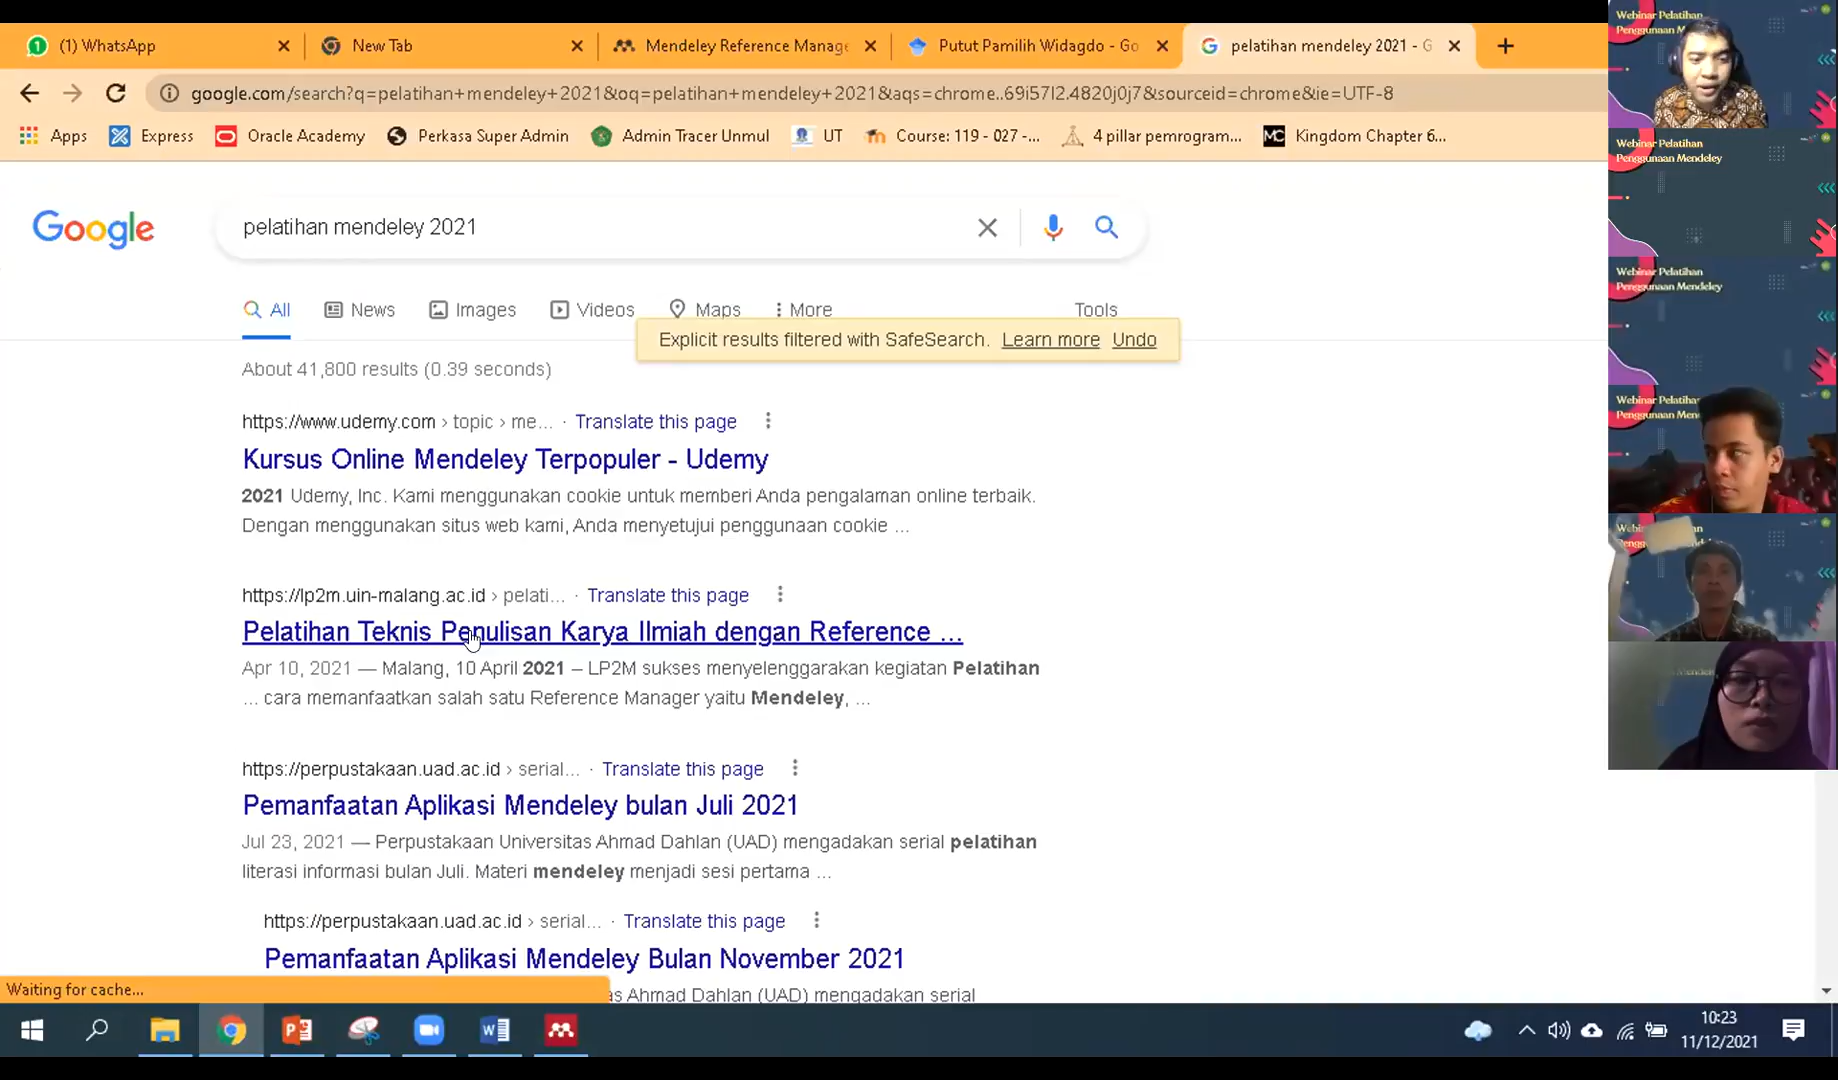 (1) WhatsApp
New Tab
Mendeley Reference Manage
Putut Pamilih Widagdo - Go
pelatihan mendeley 2021 - G
google.com/search?q=pelatihan+mendeley+2021&oq=pelatihan+mendeley+2021&aqs=chrome..69i57l2.4820j0j7&sourceid=chrome&ie=UTF-8
Apps
Express
Oracle Academy
Perkasa Super Admin
Admin Tracer Unmul
UT
Course: 119 - 027 -...
4 pillar pemrogram...
MC
Kingdom Chapter 6...
Google
pelatihan mendeley 2021
All
News
Images
Videos
Maps
More
Tools
Explicit results filtered with SafeSearch. Learn more Undo
About 41,800 results (0.39 seconds)
https://www.udemy.com › topic › me... · Translate this page
Kursus Online Mendeley Terpopuler - Udemy
2021 Udemy, Inc. Kami menggunakan cookie untuk memberi Anda pengalaman online terbaik.
Dengan menggunakan situs web kami, Anda menyetujui penggunaan cookie ...
https://lp2m.uin-malang.ac.id › pelati... · Translate this page
Pelatihan Teknis Penulisan Karya Ilmiah dengan Reference ...
Apr 10, 2021 — Malang, 10 April 2021 – LP2M sukses menyelenggarakan kegiatan Pelatihan
... cara memanfaatkan salah satu Reference Manager yaitu Mendeley, ...
https://perpustakaan.uad.ac.id › serial... · Translate this page
Pemanfaatan Aplikasi Mendeley bulan Juli 2021
Jul 23, 2021 — Perpustakaan Universitas Ahmad Dahlan (UAD) mengadakan serial pelatihan
literasi informasi bulan Juli. Materi mendeley menjadi sesi pertama ...
https://perpustakaan.uad.ac.id › serial... · Translate this page
Pemanfaatan Aplikasi Mendeley Bulan November 2021
as Ahmad Dahlan (UAD) mengadakan serial
Waiting for cache...
10:23
11/12/2021
Webinar Pelatihan
Webinar Pelatihan
Penggunaan Mendeley
Webinar Pelatihan
Penggunaan Mendeley
Webinar Pelatihan
Penggunaan Men